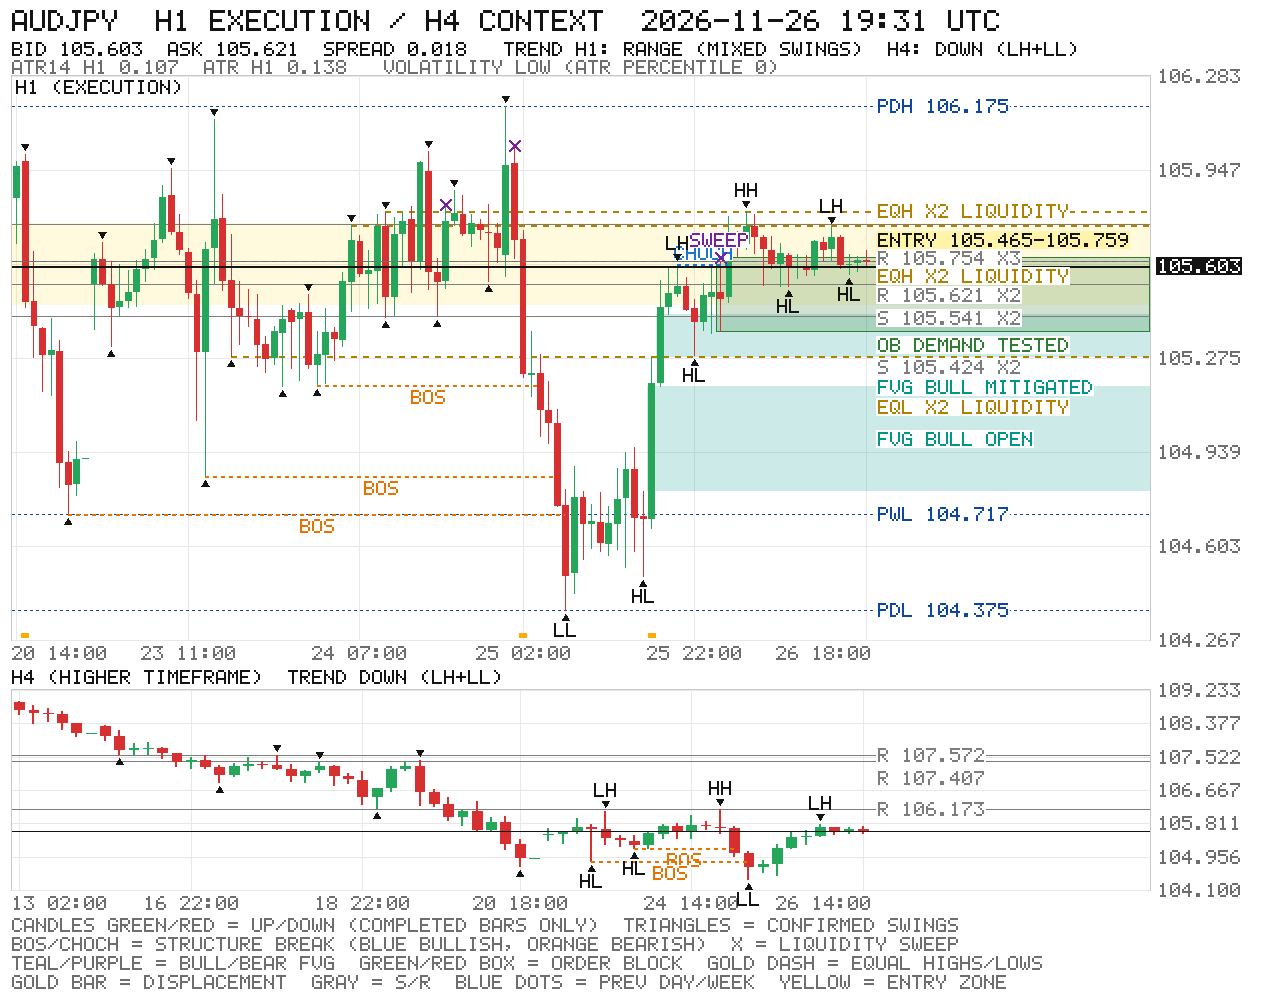 AUDJPY  H1 EXECUTION / H4 CONTEXT  2026-11-26 19:31 UTC
BID 105.603  ASK 105.621  SPREAD 0.018  TREND H1: RANGE (MIXED SWINGS)  H4: DOWN (LH+LL)
ATR14 H1 0.107  ATR H1 0.138  VOLATILITY LOW (ATR PERCENTILE 0)
H1 (EXECUTION)
106.283
PDH 106.175
105.947
HH
LH
EQH X2 LIQUIDITY
LH
SWEEP
ENTRY 105.465-105.759
CHOCH
R 105.754 X3
105.603
EQH X2 LIQUIDITY
HL
R 105.621 X2
HL
S 105.541 X2
OB DEMAND TESTED
105.275
S 105.424 X2
HL
FVG BULL MITIGATED
BOS
EQL X2 LIQUIDITY
FVG BULL OPEN
104.939
BOS
PWL 104.717
BOS
104.603
HL
PDL 104.375
LL
104.267
20 14:00  23 11:00  24 07:00  25 02:00  25 22:00  26 18:00
H4 (HIGHER TIMEFRAME)  TREND DOWN (LH+LL)
109.233
108.377
R 107.572
107.522
R 107.407
106.667
HH
LH
LH
R 106.173
105.811
BOS
104.956
HL
BOS
HL
104.100
LL
13 02:00  16 22:00  18 22:00  20 18:00  24 14:00  26 14:00
CANDLES GREEN/RED = UP/DOWN (COMPLETED BARS ONLY)  TRIANGLES = CONFIRMED SWINGS
BOS/CHOCH = STRUCTURE BREAK (BLUE BULLISH, ORANGE BEARISH)  X = LIQUIDITY SWEEP
TEAL/PURPLE = BULL/BEAR FVG  GREEN/RED BOX = ORDER BLOCK  GOLD DASH = EQUAL HIGHS/LOWS
GOLD BAR = DISPLACEMENT  GRAY = S/R  BLUE DOTS = PREV DAY/WEEK  YELLOW = ENTRY ZONE